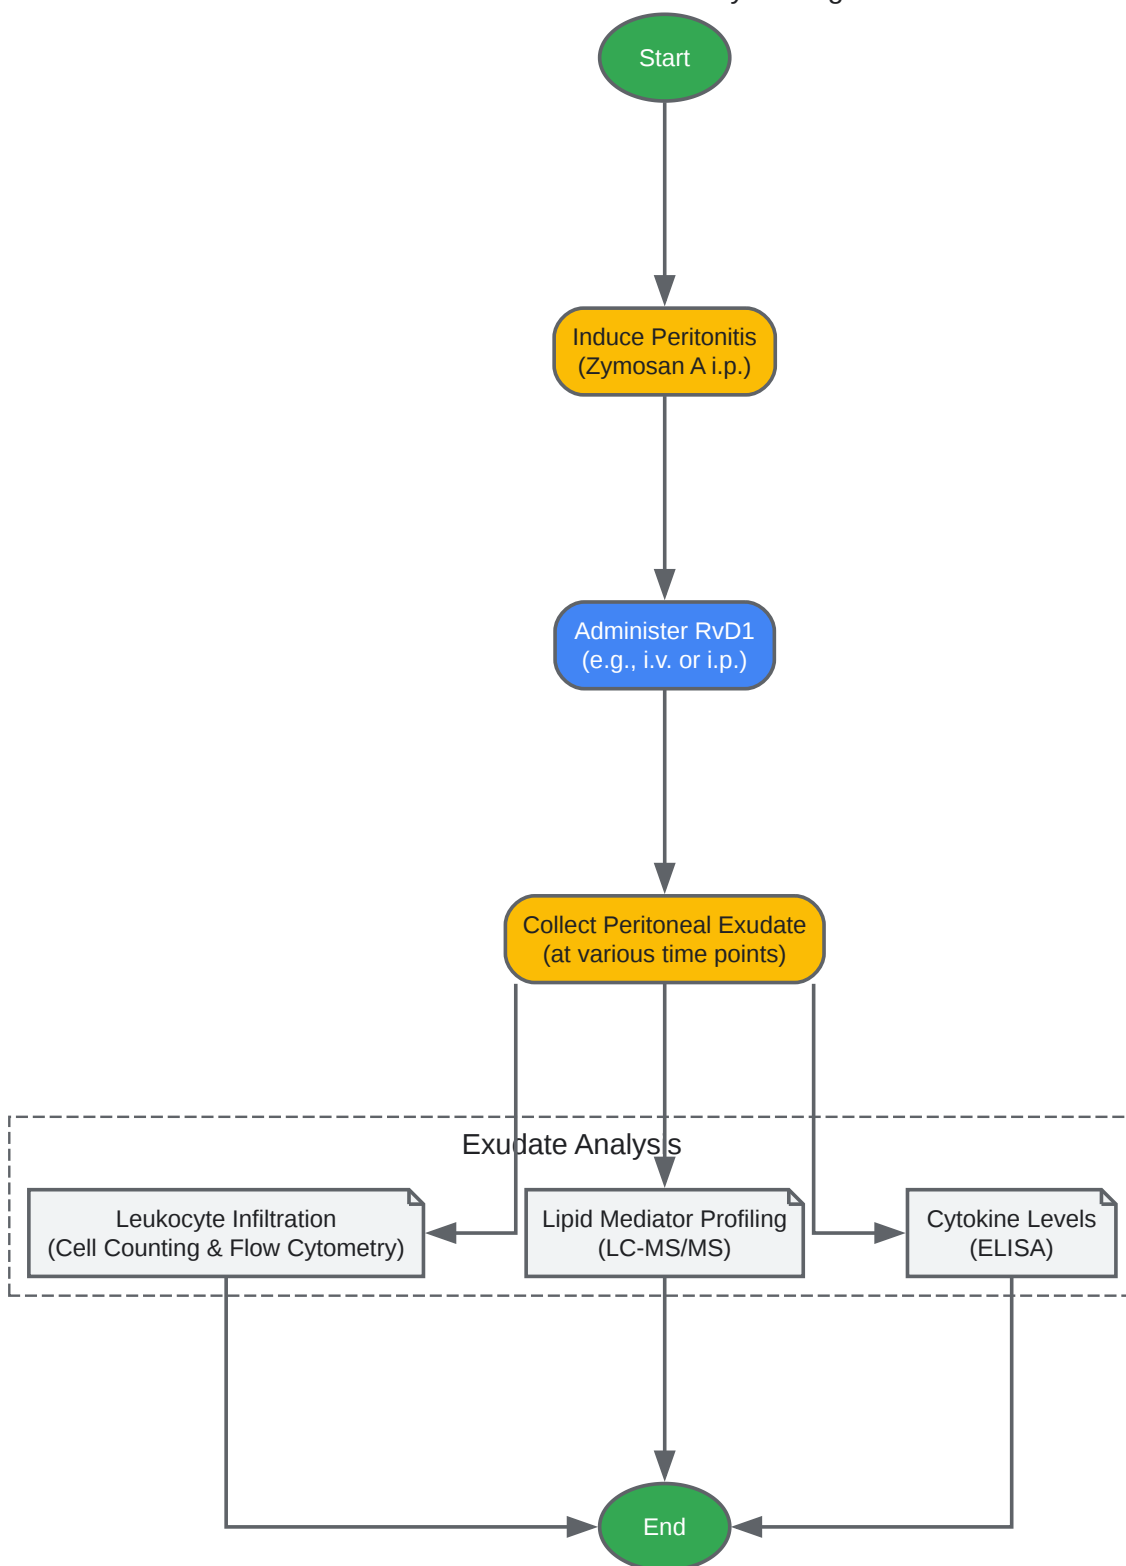 Start
Induce Peritonitis
(Zymosan A i.p.)
Administer RvD1
(e.g., i.v. or i.p.)
Collect Peritoneal Exudate
(at various time points)
Exudate Analysis
Leukocyte Infiltration
(Cell Counting & Flow Cytometry)
Lipid Mediator Profiling
(LC-MS/MS)
Cytokine Levels
(ELISA)
End